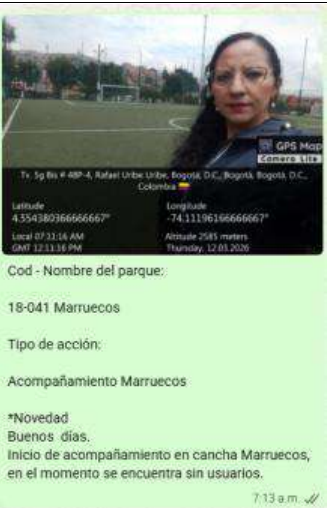 GPS Map
Camera Lite
Tv. 5g Bis # 48P-4, Rafael Uribe Uribe, Bogotá, D.C., Bogotá, Bogotá, D.C.,
Colombia
Latitude
Longitude
4.554380366666667°
-74.11196166666667°
Local 07:11:16 AM
Altitude 2585 meters
GMT 12:11:16 PM
Thursday, 12.03.2026
Cod - Nombre del parque:
18-041 Marruecos
Tipo de acción:
Acompañamiento Marruecos
*Novedad
Buenos días.
Inicio de acompañamiento en cancha Marruecos,
en el momento se encuentra sin usuarios.
7:13 a.m.